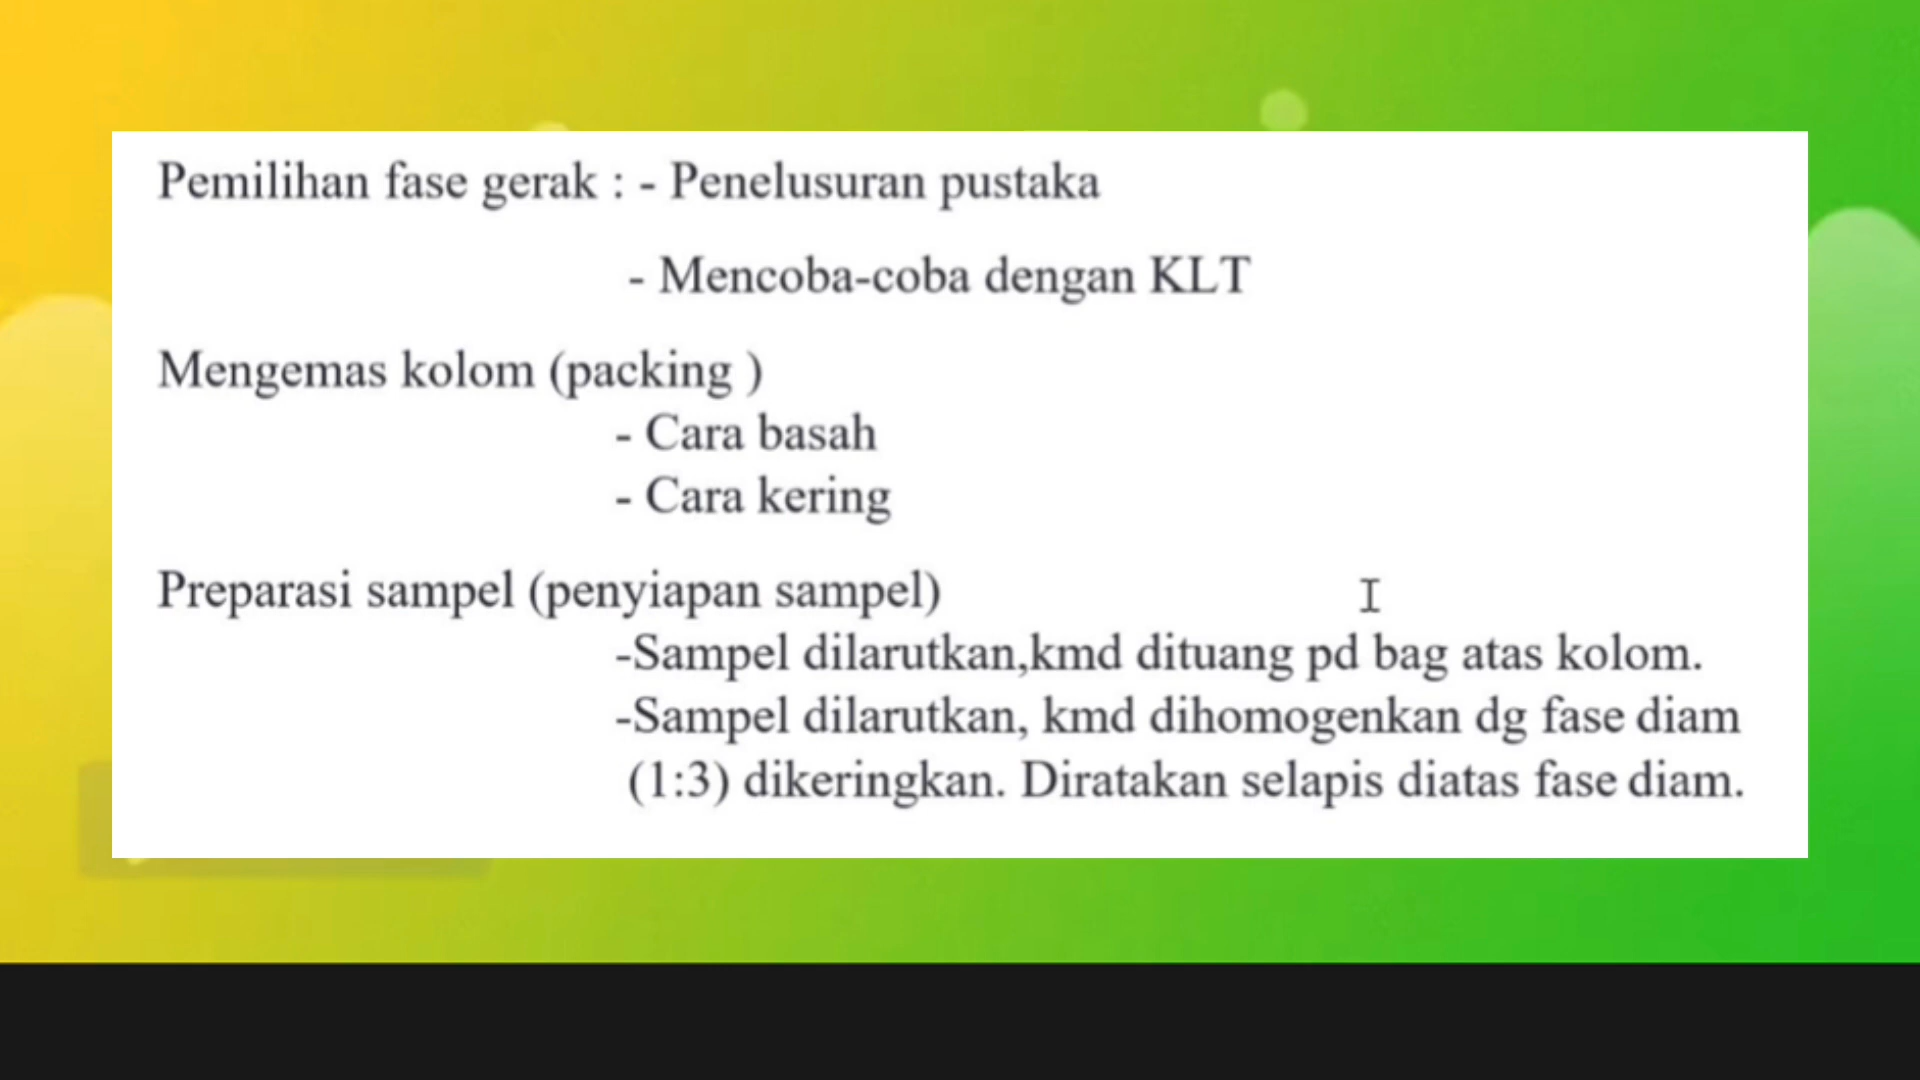 Pemilihan fase gerak : - Penelusuran pustaka
- Mencoba-coba dengan KLT
Mengemas kolom (packing )
- Cara basah
- Cara kering
Preparasi sampel (penyiapan sampel)
-Sampel dilarutkan,kmd dituang pd bag atas kolom.
-Sampel dilarutkan, kmd dihomogenkan dg fase diam
(1:3) dikeringkan. Diratakan selapis diatas fase diam.